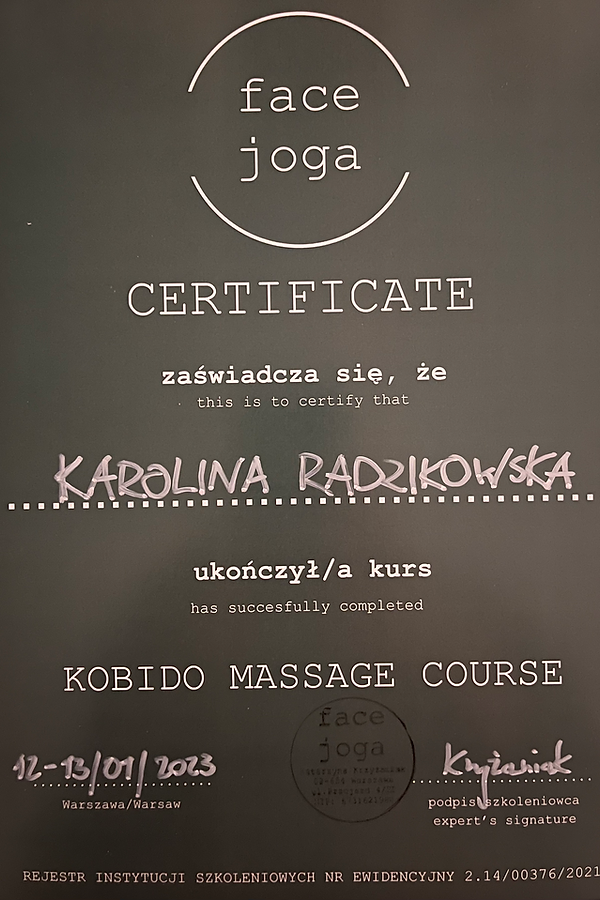 face
joga
CERTIFICATE
zaświadcza się, że
this is to certify that
KAROLINA RADZIKOWSKA
ukończył/a kurs
has succesfully completed
KOBIDO MASSAGE COURSE
face
joga
12-13/01/2023
Warszawa/Warsaw
podpis szkoleniowca
expert's signature
REJESTR INSTYTUCJI SZKOLENIOWYCH NR EWIDENCYJNY 2.14/00376/2021